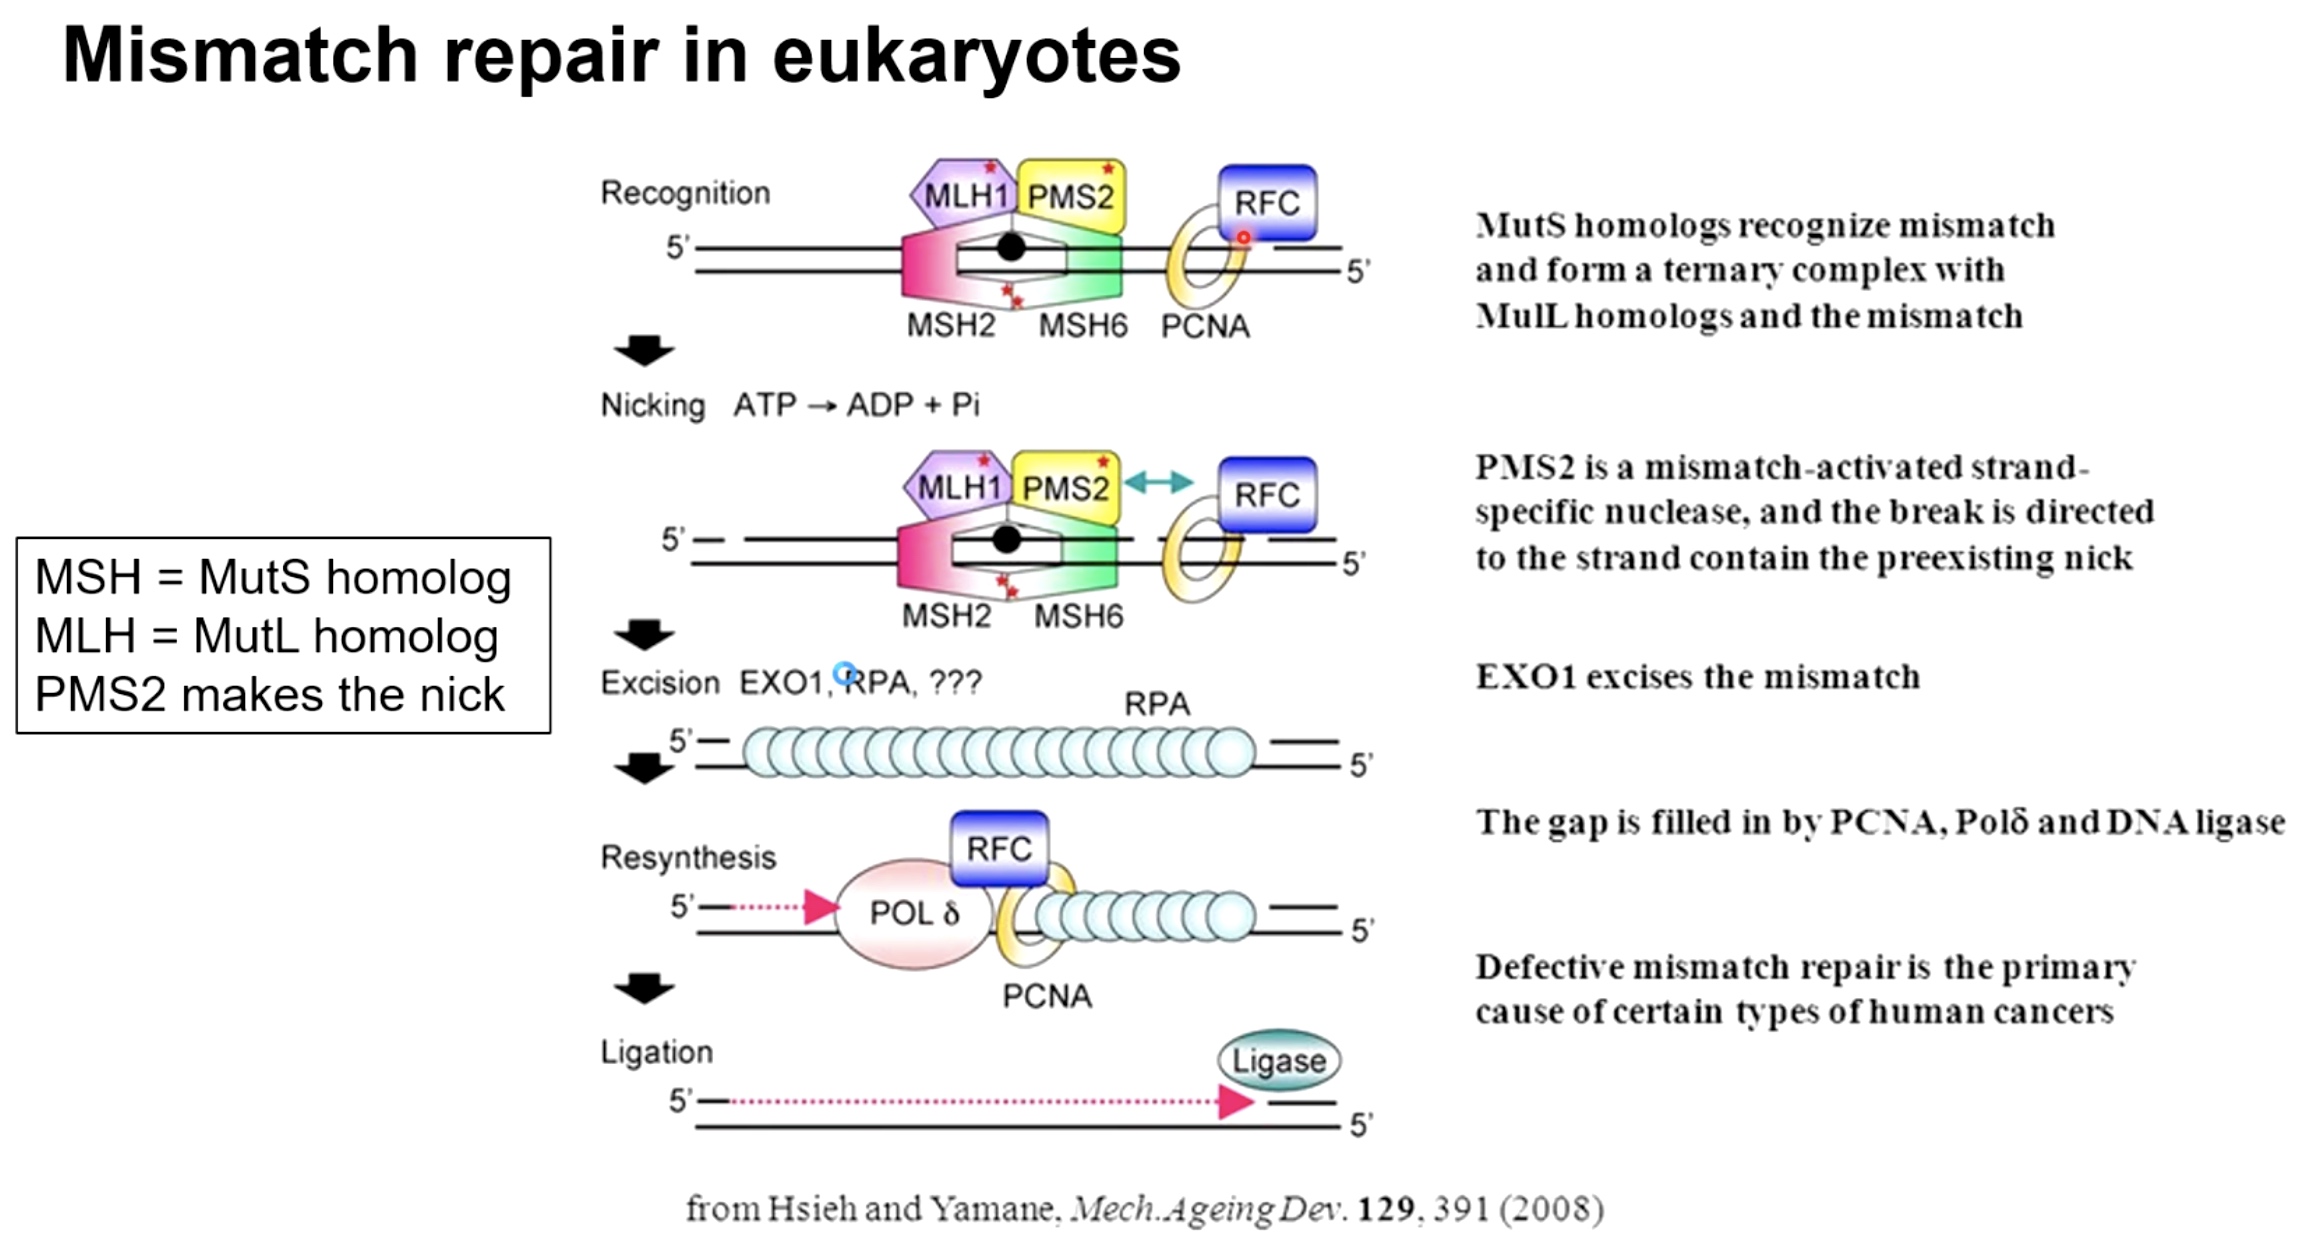 Mismatch repair in eukaryotes
Recognition
MLH1 PMS2
RFC
5’
5’
MSH2 MSH6 PCNA
MutS homologs recognize mismatch
and form a ternary complex with
MulL homologs and the mismatch
Nicking ATP → ADP + Pi
MLH1 PMS2
RFC
5’
5’
MSH2 MSH6
PMS2 is a mismatch-activated strand-
specific nuclease, and the break is directed
to the strand contain the preexisting nick
MSH = MutS homolog
MLH = MutL homolog
PMS2 makes the nick
Excision EXO1, RPA, ???
RPA
5’
5’
EXO1 excises the mismatch
The gap is filled in by PCNA, Polδ and DNA ligase
Resynthesis
RFC
POL δ
5’
5’
PCNA
Defective mismatch repair is the primary
cause of certain types of human cancers
Ligation
Ligase
5’
5’
from Hsieh and Yamane, Mech.Ageing Dev. 129, 391 (2008)